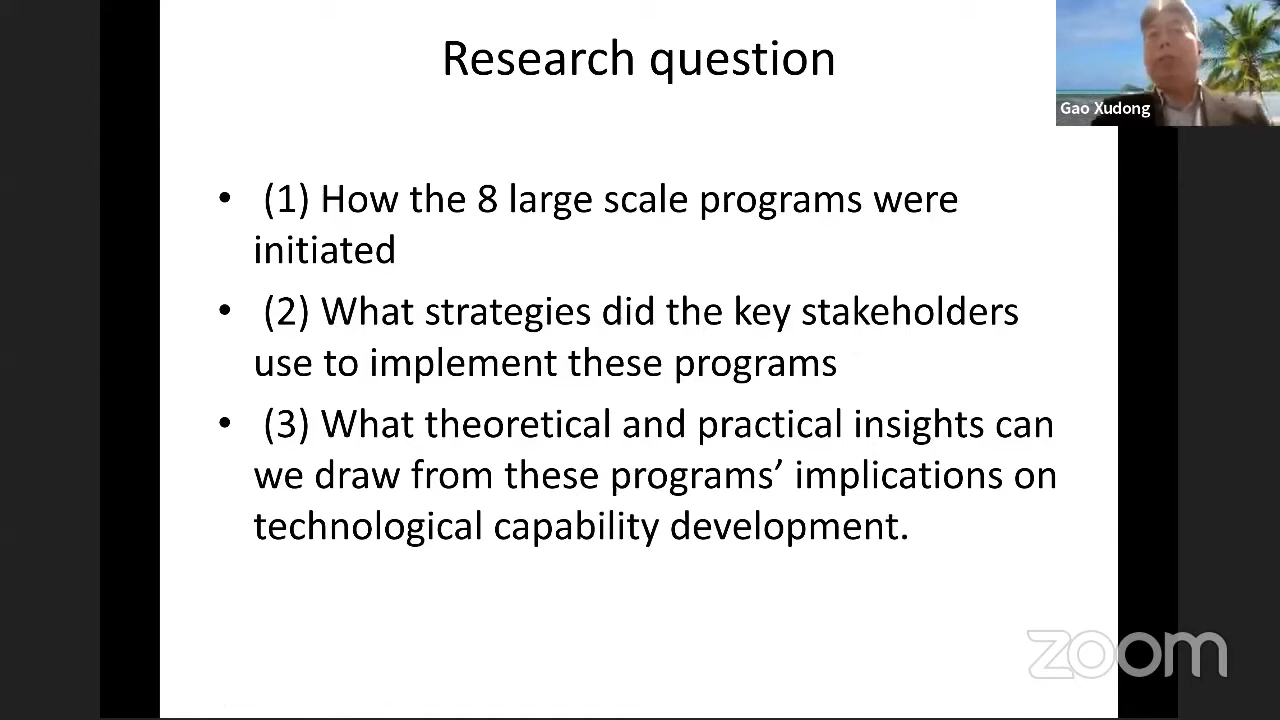 Research question
Gao Xudong
• (1) How the 8 large scale programs were
initiated
• (2) What strategies did the key stakeholders
use to implement these programs
• (3) What theoretical and practical insights can
we draw from these programs’ implications on
technological capability development.
zoom